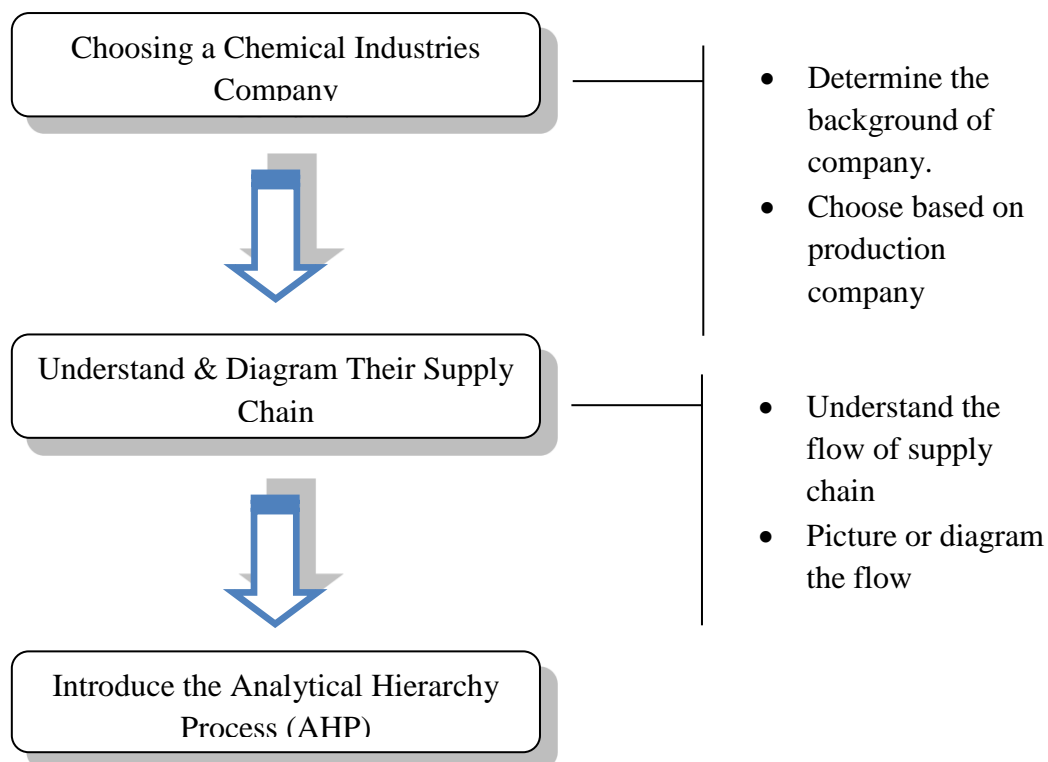 Choosing a Chemical Industries
Company
• Determine the
background of
company.
• Choose based on
production
company
Understand & Diagram Their Supply
Chain
• Understand the
flow of supply
chain
• Picture or diagram
the flow
Introduce the Analytical Hierarchy
Process (AHP)